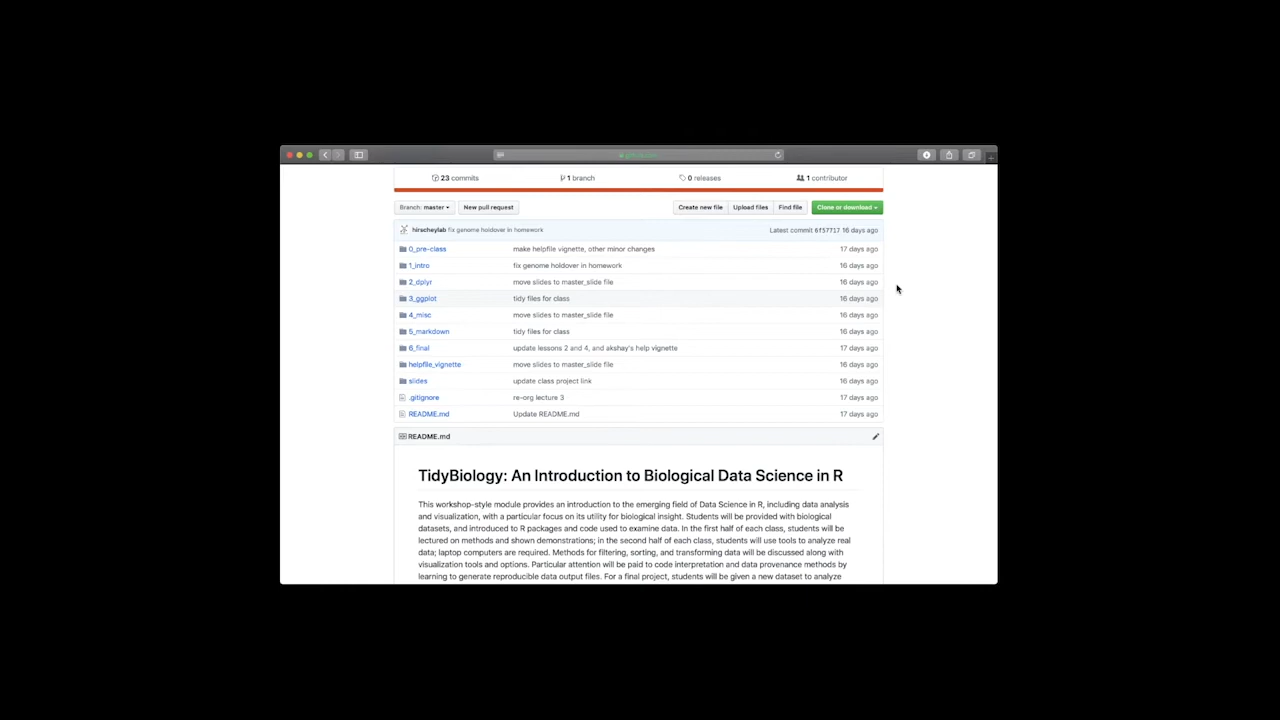 github.com
23 commits 1 branch 0 releases 1 contributor
Branch: master New pull request Create new file Upload files Find file Clone or download
hirscheylab fix genome holdover in homework Latest commit 6f57717 16 days ago
0_pre-class make helpfile vignette, other minor changes 17 days ago
1_intro fix genome holdover in homework 16 days ago
2_dplyr move slides to master_slide file 16 days ago
3_ggplot tidy files for class 16 days ago
4_misc move slides to master_slide file 16 days ago
5_markdown tidy files for class 16 days ago
6_final update lessons 2 and 4, and akshay's help vignette 17 days ago
helpfile_vignette move slides to master_slide file 16 days ago
slides update class project link 16 days ago
.gitignore re-org lecture 3 17 days ago
README.md Update README.md 17 days ago
README.md
TidyBiology: An Introduction to Biological Data Science in R
This workshop-style module provides an introduction to the emerging field of Data Science in R, including data analysis
and visualization, with a particular focus on its utility for biological insight. Students will be provided with biological
datasets, and introduced to R packages and code used to examine data. In the first half of each class, students will be
lectured on methods and shown demonstrations; in the second half of each class, students will use tools to analyze real
data; laptop computers are required. Methods for filtering, sorting, and transforming data will be discussed along with
visualization tools and options. Particular attention will be paid to code interpretation and data provenance methods by
learning to generate reproducible data output files. For a final project, students will be given a new dataset to analyze